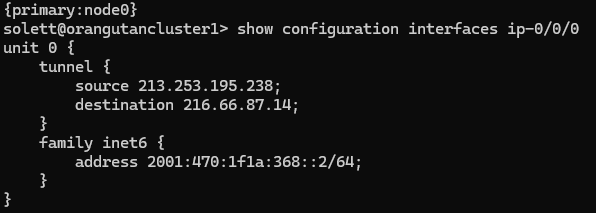 {primary:node0}
solett@orangutancluster1> show configuration interfaces ip-0/0/0
unit 0 {
    tunnel {
        source 213.253.195.238;
        destination 216.66.87.14;
    }
    family inet6 {
        address 2001:470:1f1a:368::2/64;
    }
}